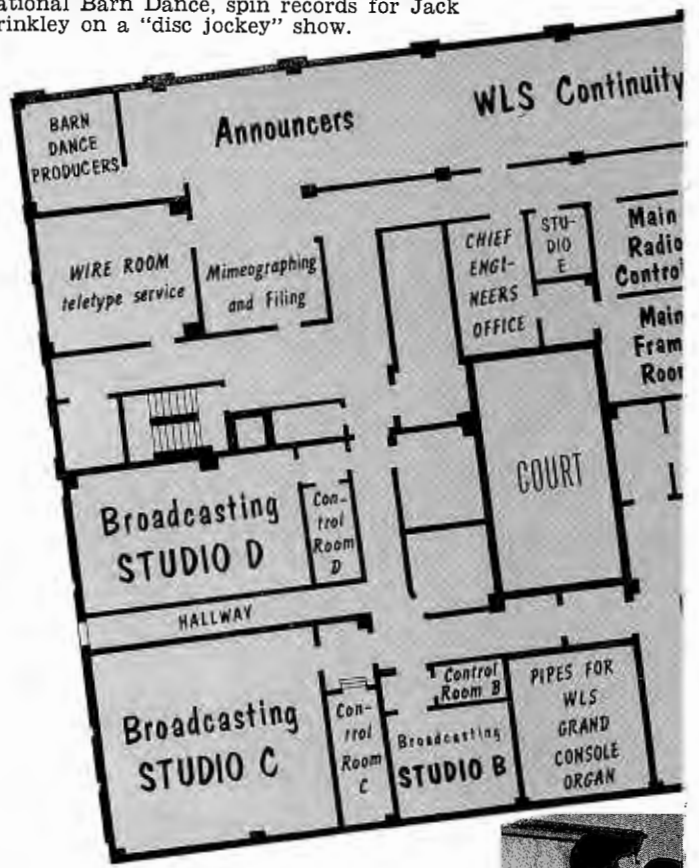 ational Barn Dance, spin records for Jack
rinkley on a "disc jockey" show.
BARN
DANCE
PRODUCERS
Announcers
WLS Continuity
WIRE ROOM
teletype service
Mimeographing
and Filing
CHIEF
ENGI-
NEERS
OFFICE
STU-
DIO
E
Main
Radio
Contro
Main
Fram
Roo
COURT
Broadcasting
STUDIO D
Con-
trol
Room
D
HALLWAY
Broadcasting
STUDIO C
Con-
trol
Room
C
Control
Room B
Broadcasting
STUDIO B
PIPES FOR
WLS
GRAND
CONSOLE
ORGAN